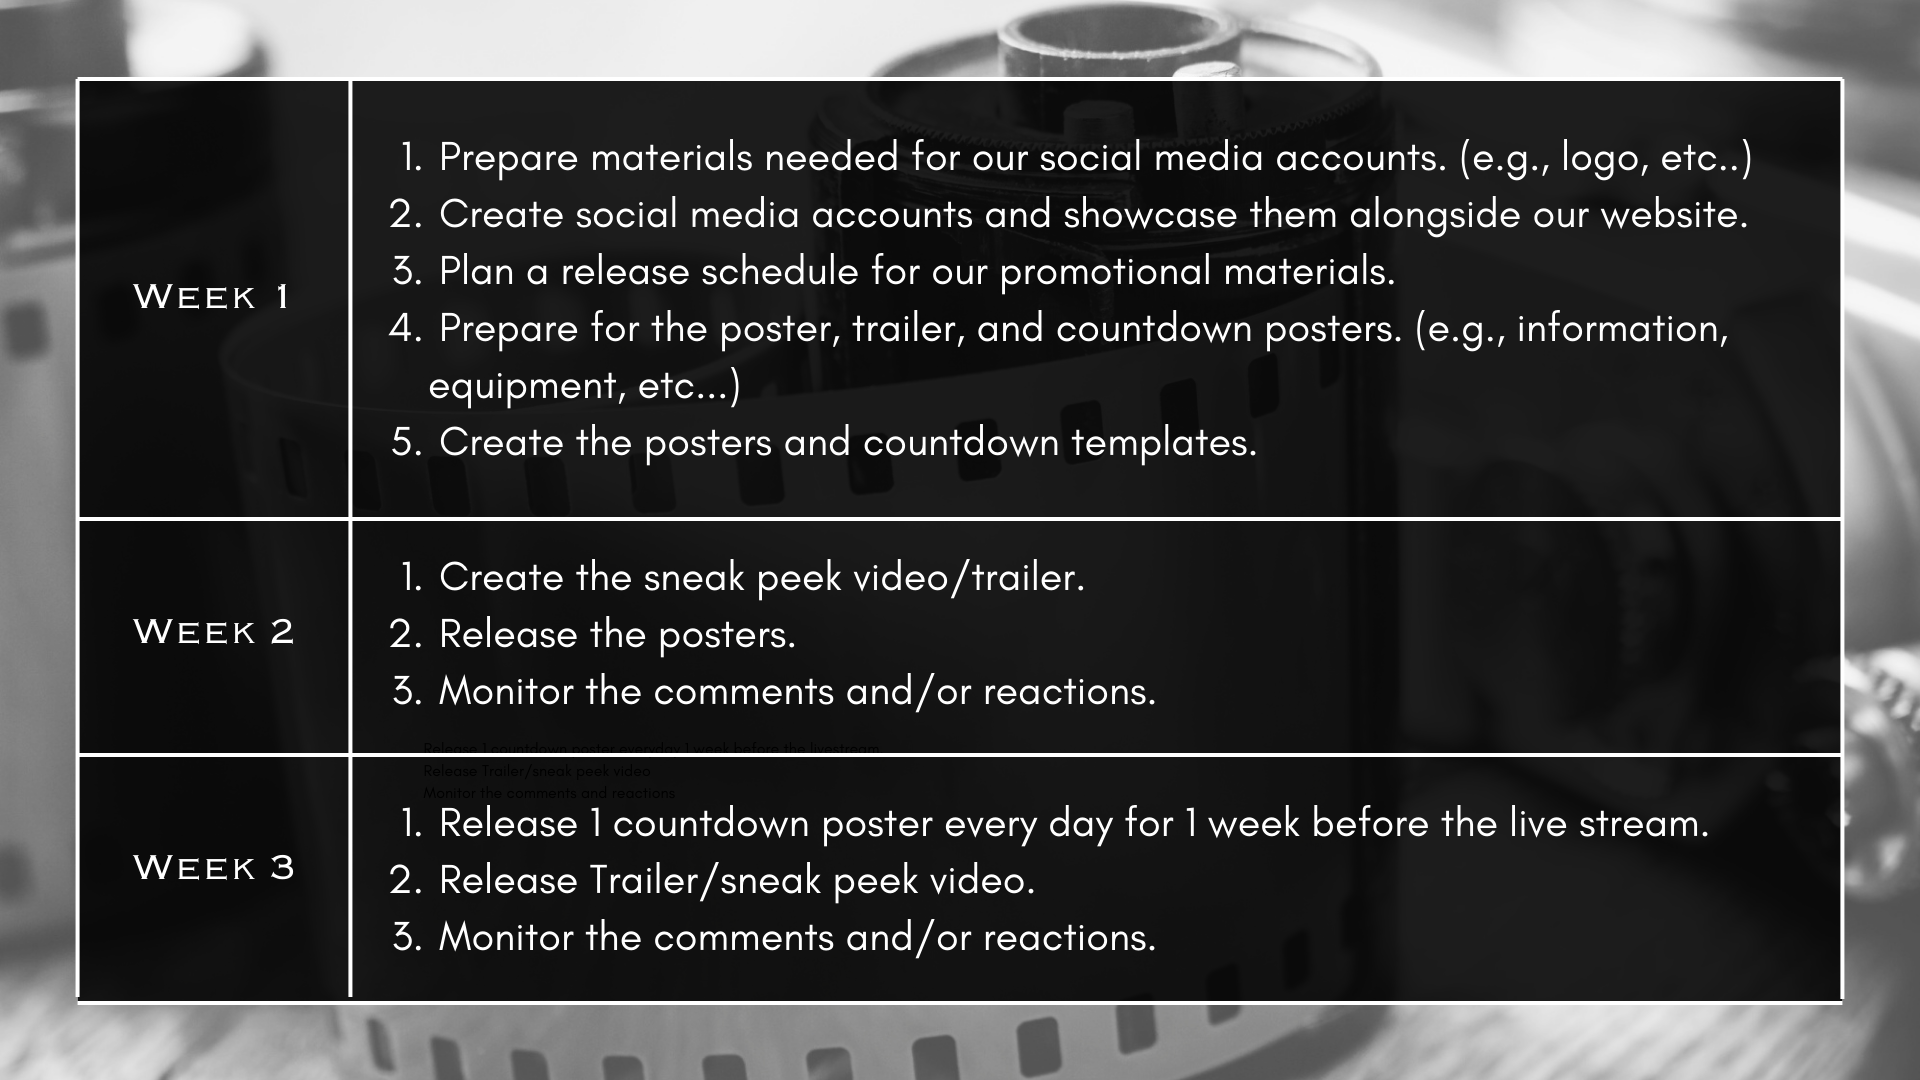 WEEK 1
1. Prepare materials needed for our social media accounts. (e.g., logo, etc..)
2. Create social media accounts and showcase them alongside our website.
3. Plan a release schedule for our promotional materials.
4. Prepare for the poster, trailer, and countdown posters. (e.g., information,
equipment, etc...)
5. Create the posters and countdown templates.
WEEK 2
1. Create the sneak peek video/trailer.
2. Release the posters.
3. Monitor the comments and/or reactions.
Release 1 countdown poster everyday 1 week before the livestream
Release Trailer/sneak peek video
Monitor the comments and reactions
WEEK 3
1. Release 1 countdown poster every day for 1 week before the live stream.
2. Release Trailer/sneak peek video.
3. Monitor the comments and/or reactions.